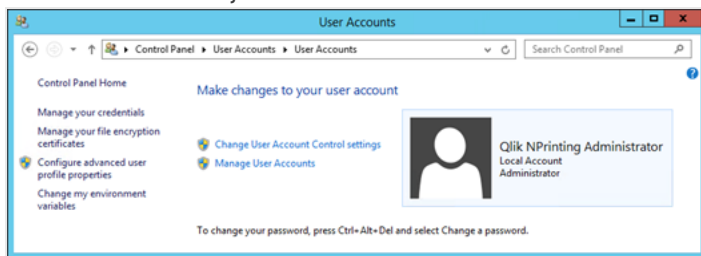 User Accounts
Control Panel ▸ User Accounts ▸ User Accounts
Search Control Panel
Control Panel Home
Manage your credentials
Manage your file encryption
certificates
Configure advanced user
profile properties
Change my environment
variables
Make changes to your user account
Change User Account Control settings
Manage User Accounts
Qlik NPrinting Administrator
Local Account
Administrator
To change your password, press Ctrl+Alt+Del and select Change a password.